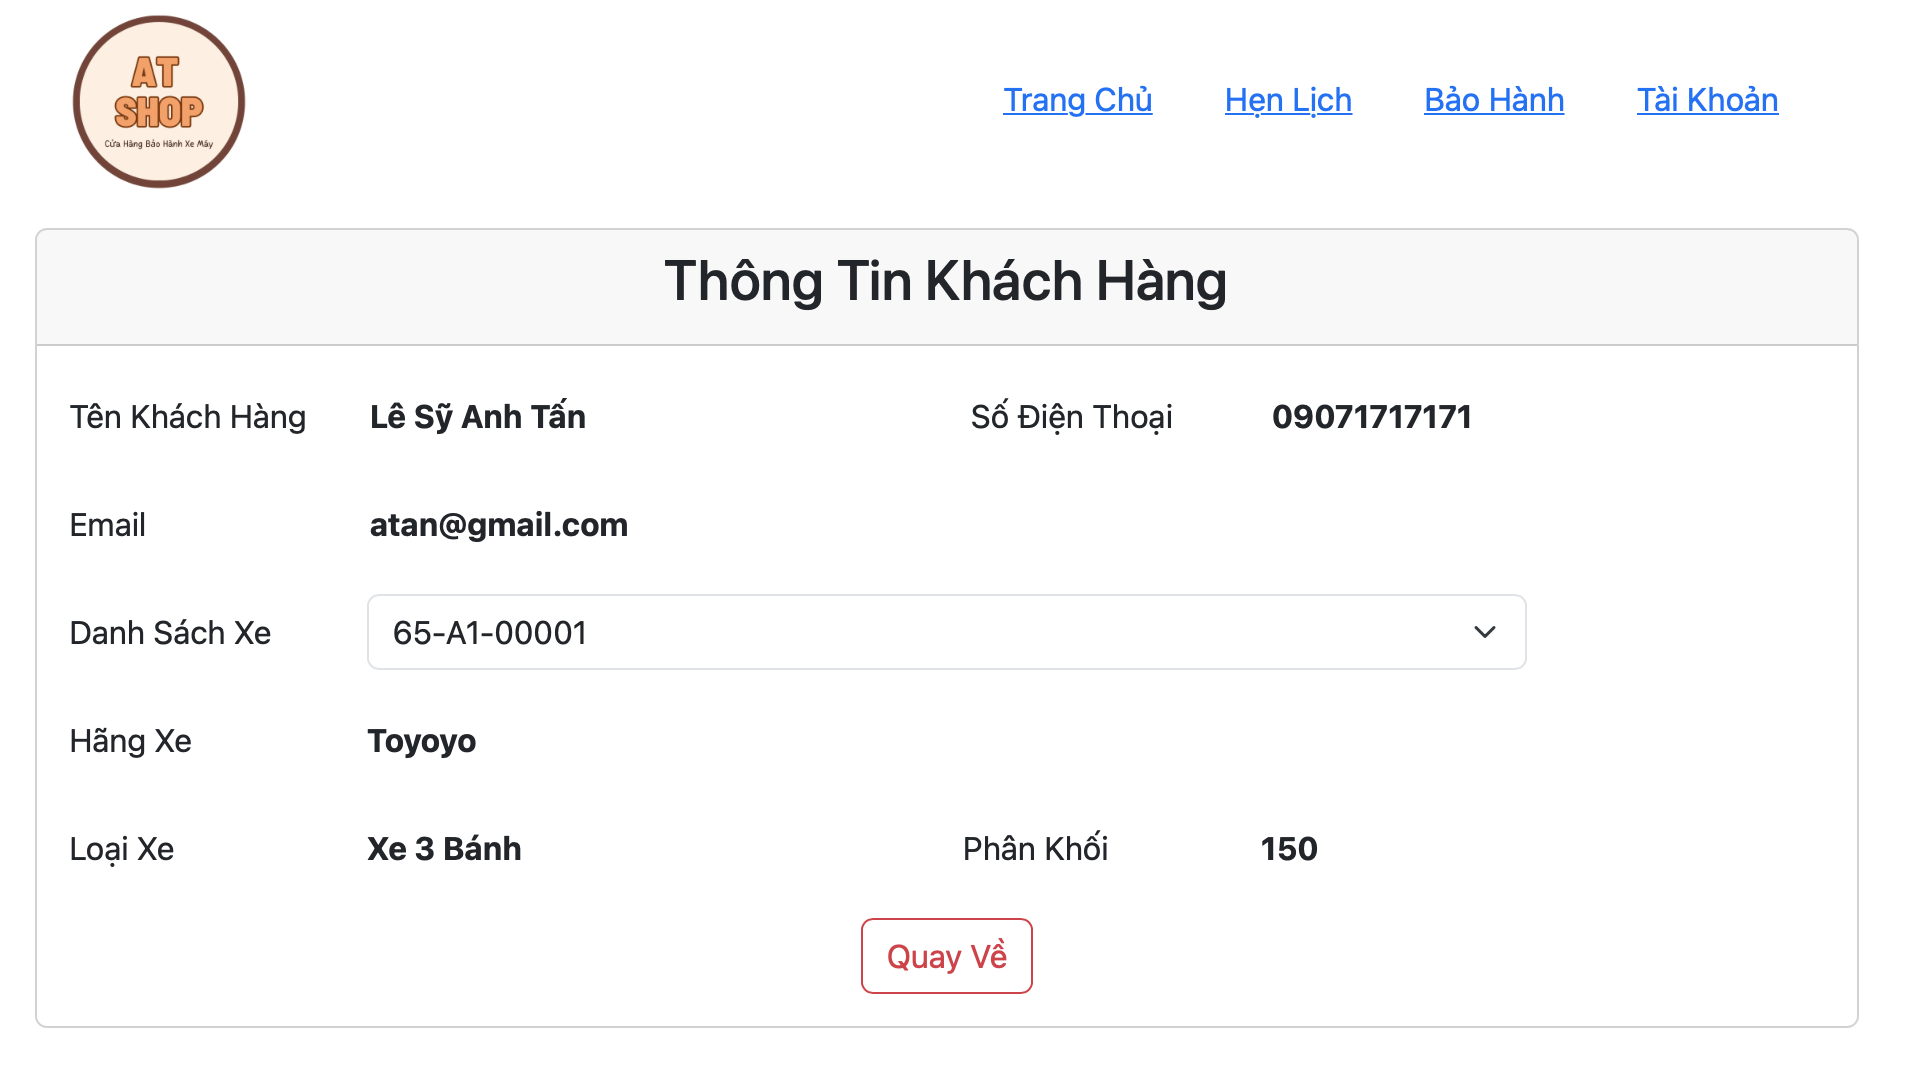 AT
SHOP
Cửa Hàng Bảo Hành Xe Máy
Trang Chủ Hẹn Lịch Bảo Hành Tài Khoản
Thông Tin Khách Hàng
Tên Khách Hàng Lê Sỹ Anh Tấn Số Điện Thoại 09071717171
Email atan@gmail.com
Danh Sách Xe 65-A1-00001
Hãng Xe Toyoyo
Loại Xe Xe 3 Bánh Phân Khối 150
Quay Về